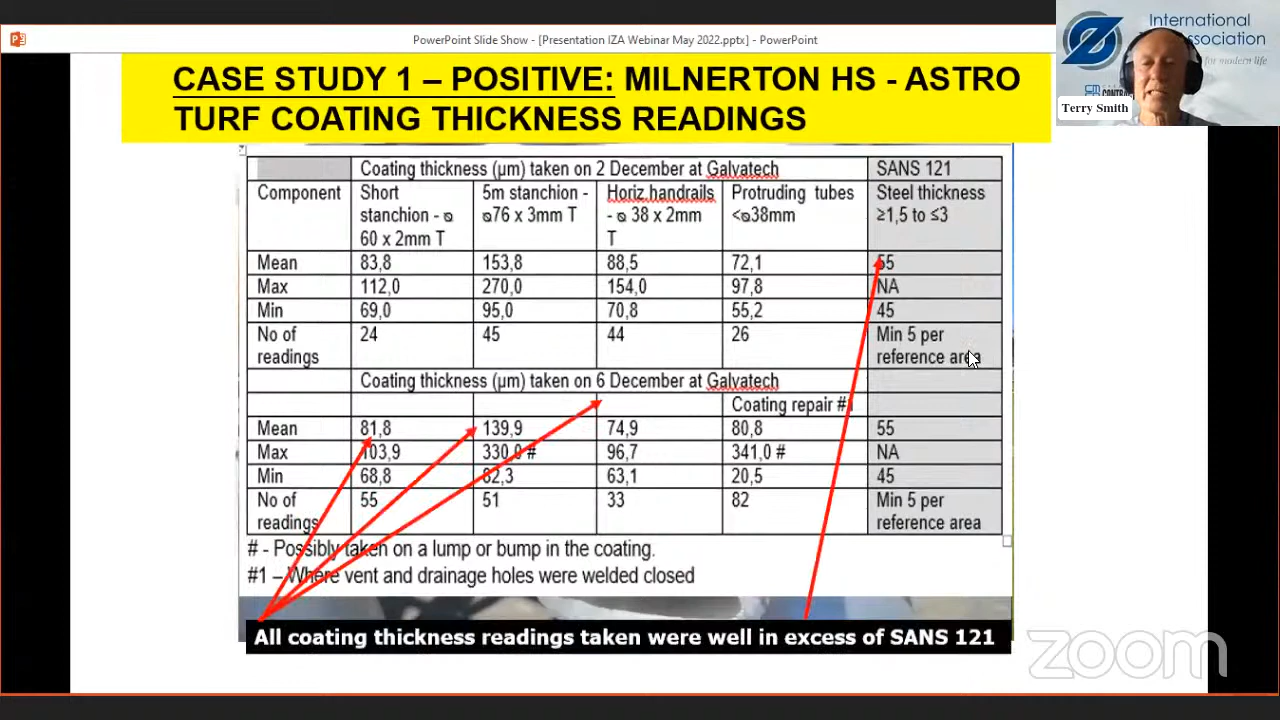 PowerPoint Slide Show - [Presentation IZA Webinar May 2022.pptx] - PowerPoint
International
Association
for modern life
Terry Smith
CASE STUDY 1 – POSITIVE: MILNERTON HS - ASTRO
TURF COATING THICKNESS READINGS
Coating thickness (µm) taken on 2 December at Galvatech SANS 121
Component Short stanchion - ᴓ 60 x 2mm T 5m stanchion - ᴓ76 x 3mm T Horiz.handrails - ᴓ 38 x 2mm T Protruding tubes <ᴓ38mm Steel thickness ≥1,5 to ≤3
Mean 83,8 153,8 88,5 72,1 55
Max 112,0 270,0 154,0 97,8 NA
Min 69,0 95,0 70,8 55,2 45
No of readings 24 45 44 26 Min 5 per reference area
Coating thickness (µm) taken on 6 December at Galvatech
Coating repair #1
Mean 81,8 139,9 74,9 80,8 55
Max 103,9 330,0 # 96,7 341,0 # NA
Min 68,8 82,3 63,1 20,5 45
No of readings 55 51 33 82 Min 5 per reference area
# - Possibly taken on a lump or bump in the coating.
#1 – Where vent and drainage holes were welded closed
All coating thickness readings taken were well in excess of SANS 121
zoom